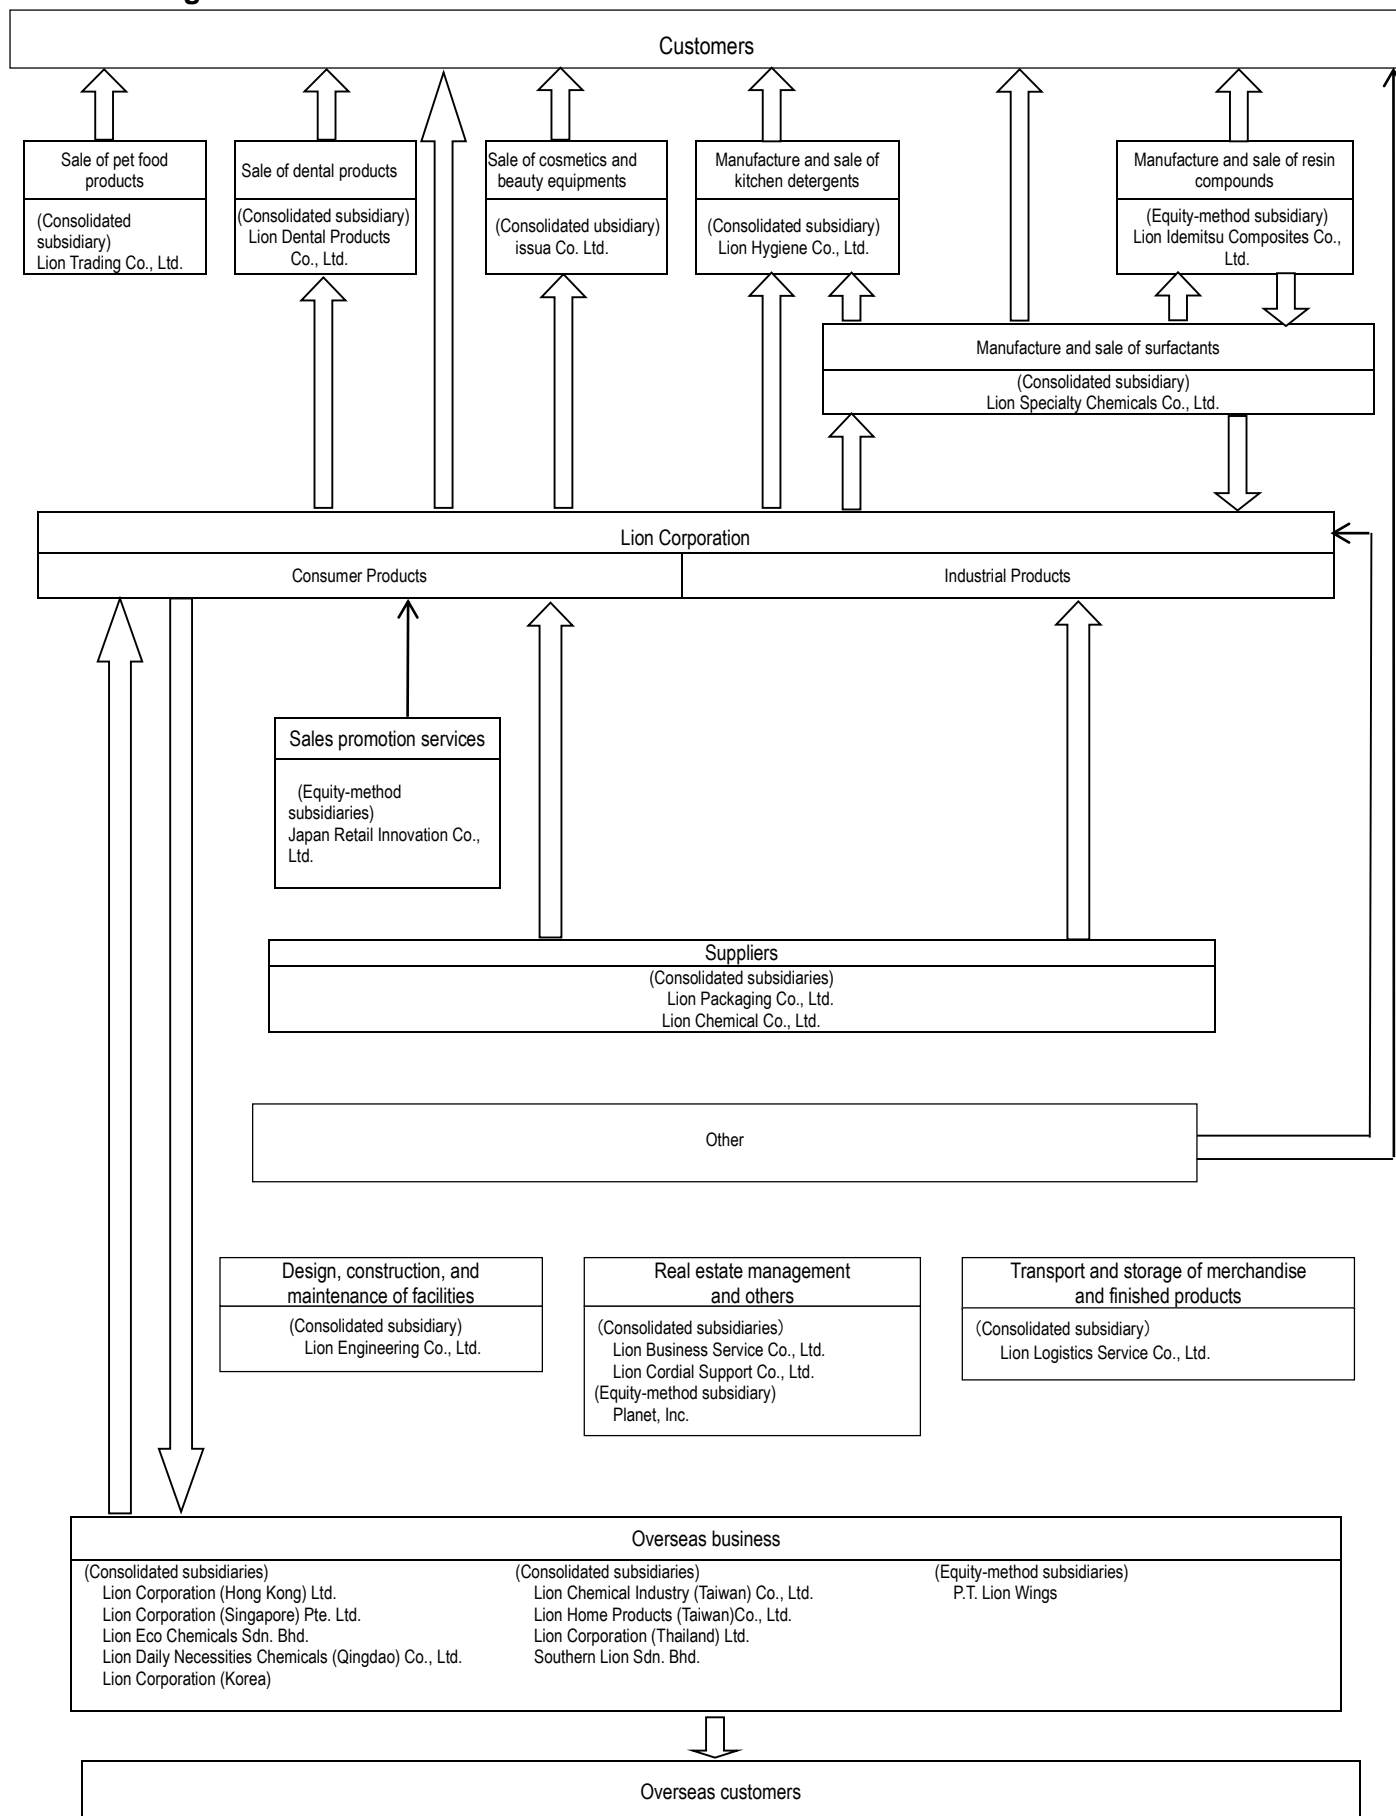 Customers
Sale of pet food
products
(Consolidated
subsidiary)
Lion Trading Co., Ltd.
Sale of dental products
(Consolidated subsidiary)
Lion Dental Products
Co., Ltd.
Sale of cosmetics and
beauty equipments
(Consolidated ubsidiary)
issua Co. Ltd.
Manufacture and sale of
kitchen detergents
(Consolidated subsidiary)
Lion Hygiene Co., Ltd.
Manufacture and sale of resin
compounds
(Equity-method subsidiary)
Lion Idemitsu Composites Co.,
Ltd.
Manufacture and sale of surfactants
(Consolidated subsidiary)
Lion Specialty Chemicals Co., Ltd.
Lion Corporation
Consumer Products
Industrial Products
Sales promotion services
(Equity-method
subsidiaries)
Japan Retail Innovation Co.,
Ltd.
Suppliers
(Consolidated subsidiaries)
Lion Packaging Co., Ltd.
Lion Chemical Co., Ltd.
Other
Design, construction, and
maintenance of facilities
(Consolidated subsidiary)
Lion Engineering Co., Ltd.
Real estate management
and others
(Consolidated subsidiaries)
Lion Business Service Co., Ltd.
Lion Cordial Support Co., Ltd.
(Equity-method subsidiary)
Planet, Inc.
Transport and storage of merchandise
and finished products
(Consolidated subsidiary)
Lion Logistics Service Co., Ltd.
Overseas business
(Consolidated subsidiaries)
Lion Corporation (Hong Kong) Ltd.
Lion Corporation (Singapore) Pte. Ltd.
Lion Eco Chemicals Sdn. Bhd.
Lion Daily Necessities Chemicals (Qingdao) Co., Ltd.
Lion Corporation (Korea)
(Consolidated subsidiaries)
Lion Chemical Industry (Taiwan) Co., Ltd.
Lion Home Products (Taiwan)Co., Ltd.
Lion Corporation (Thailand) Ltd.
Southern Lion Sdn. Bhd.
(Equity-method subsidiaries)
P.T. Lion Wings
Overseas customers